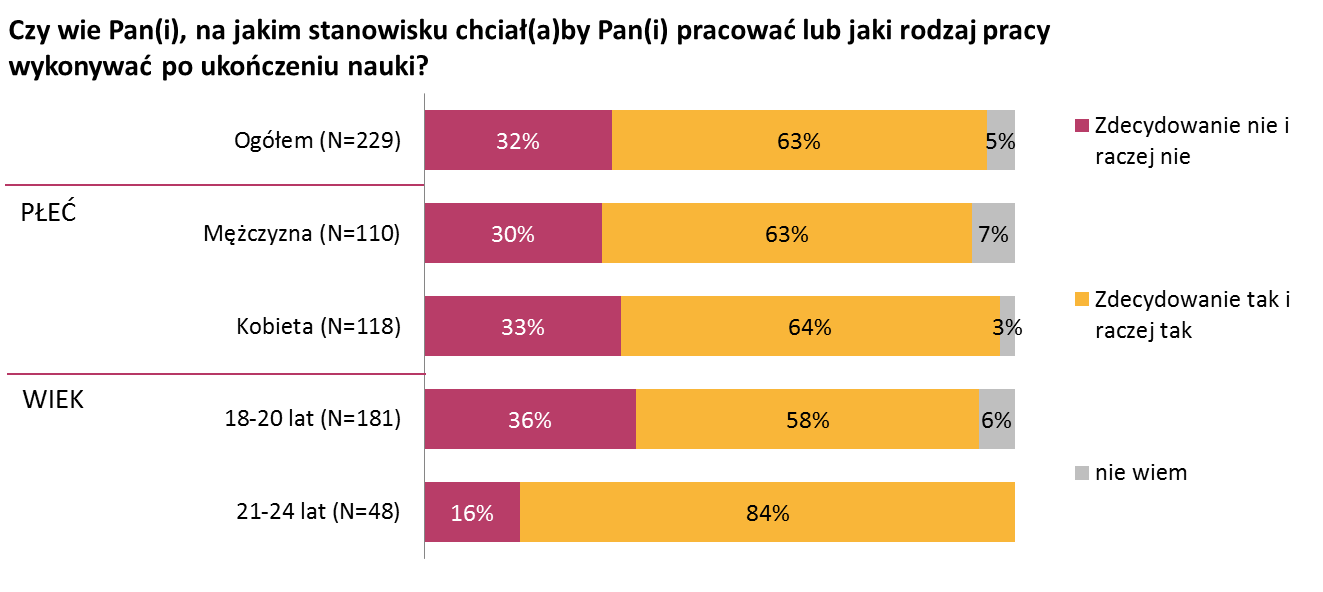 Czy wie Pan(i), na jakim stanowisku chciał(a)by Pan(i) pracować lub jaki rodzaj pracy
wykonywać po ukończeniu nauki?
Ogółem (N=229) 32% 63% 5%
PŁEĆ
Mężczyzna (N=110) 30% 63% 7%
Kobieta (N=118) 33% 64% 3%
WIEK
18-20 lat (N=181) 36% 58% 6%
21-24 lat (N=48) 16% 84%
Zdecydowanie nie i
raczej nie
Zdecydowanie tak i
raczej tak
nie wiem